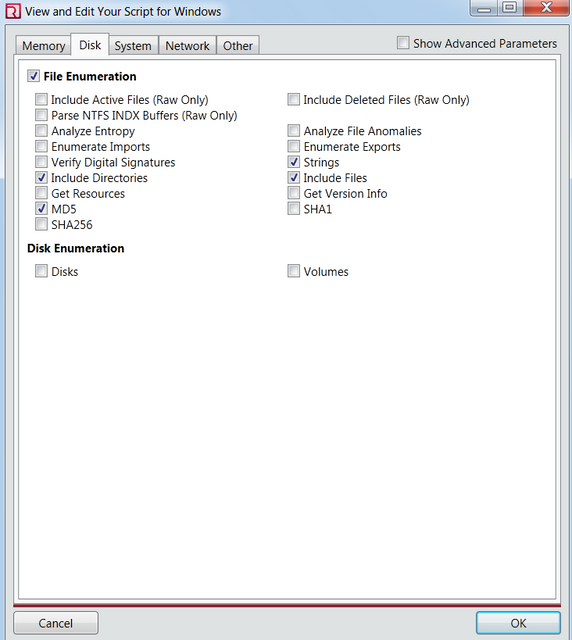 View and Edit Your Script for Windows
Memory Disk System Network Other Show Advanced Parameters
File Enumeration
Include Active Files (Raw Only) Include Deleted Files (Raw Only)
Parse NTFS INDX Buffers (Raw Only)
Analyze Entropy Analyze File Anomalies
Enumerate Imports Enumerate Exports
Verify Digital Signatures Strings
Include Directories Include Files
Get Resources Get Version Info
MD5 SHA1
SHA256
Disk Enumeration
Disks Volumes
Cancel OK